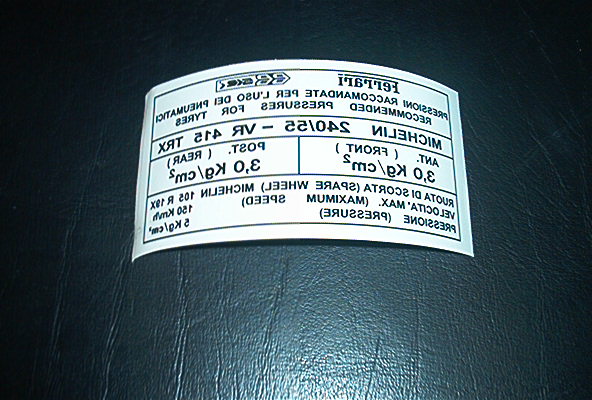 Ferrari
PRESSIONI RACCOMANDATE PER L'USO DEI PNEUMATICI
RECOMMENDED PRESSURES FOR TYRES
MICHELIN 240/55 - VR 415 TRX
ANT. ( FRONT ) POST. ( REAR )
3,0 Kg/cm² 3,0 Kg/cm²
RUOTA DI SCORTA (SPARE WHEEL) MICHELIN 105 R 18X
VELOCITA' MAX. (MAXIMUM SPEED) 150 Km/h
PRESSIONE (PRESSURE) 5 Kg/cm²